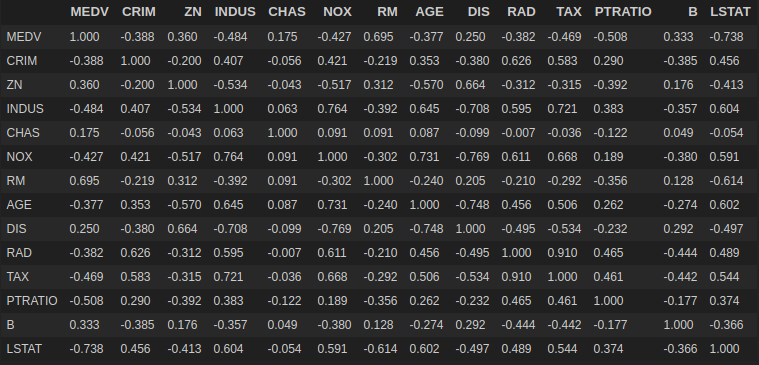 MEDV CRIM ZN INDUS CHAS NOX RM AGE DIS RAD TAX PTRATIO B LSTAT
MEDV 1.000 -0.388 0.360 -0.484 0.175 -0.427 0.695 -0.377 0.250 -0.382 -0.469 -0.508 0.333 -0.738
CRIM -0.388 1.000 -0.200 0.407 -0.056 0.421 -0.219 0.353 -0.380 0.626 0.583 0.290 -0.385 0.456
ZN 0.360 -0.200 1.000 -0.534 -0.043 -0.517 0.312 -0.570 0.664 -0.312 -0.315 -0.392 0.176 -0.413
INDUS -0.484 0.407 -0.534 1.000 0.063 0.764 -0.392 0.645 -0.708 0.595 0.721 0.383 -0.357 0.604
CHAS 0.175 -0.056 -0.043 0.063 1.000 0.091 0.091 0.087 -0.099 -0.007 -0.036 -0.122 0.049 -0.054
NOX -0.427 0.421 -0.517 0.764 0.091 1.000 -0.302 0.731 -0.769 0.611 0.668 0.189 -0.380 0.591
RM 0.695 -0.219 0.312 -0.392 0.091 -0.302 1.000 -0.240 0.205 -0.210 -0.292 -0.356 0.128 -0.614
AGE -0.377 0.353 -0.570 0.645 0.087 0.731 -0.240 1.000 -0.748 0.456 0.506 0.262 -0.274 0.602
DIS 0.250 -0.380 0.664 -0.708 -0.099 -0.769 0.205 -0.748 1.000 -0.495 -0.534 -0.232 0.292 -0.497
RAD -0.382 0.626 -0.312 0.595 -0.007 0.611 -0.210 0.456 -0.495 1.000 0.910 0.465 -0.444 0.489
TAX -0.469 0.583 -0.315 0.721 -0.036 0.668 -0.292 0.506 -0.534 0.910 1.000 0.461 -0.442 0.544
PTRATIO -0.508 0.290 -0.392 0.383 -0.122 0.189 -0.356 0.262 -0.232 0.465 0.461 1.000 -0.177 0.374
B 0.333 -0.385 0.176 -0.357 0.049 -0.380 0.128 -0.274 0.292 -0.444 -0.442 -0.177 1.000 -0.366
LSTAT -0.738 0.456 -0.413 0.604 -0.054 0.591 -0.614 0.602 -0.497 0.489 0.544 0.374 -0.366 1.000